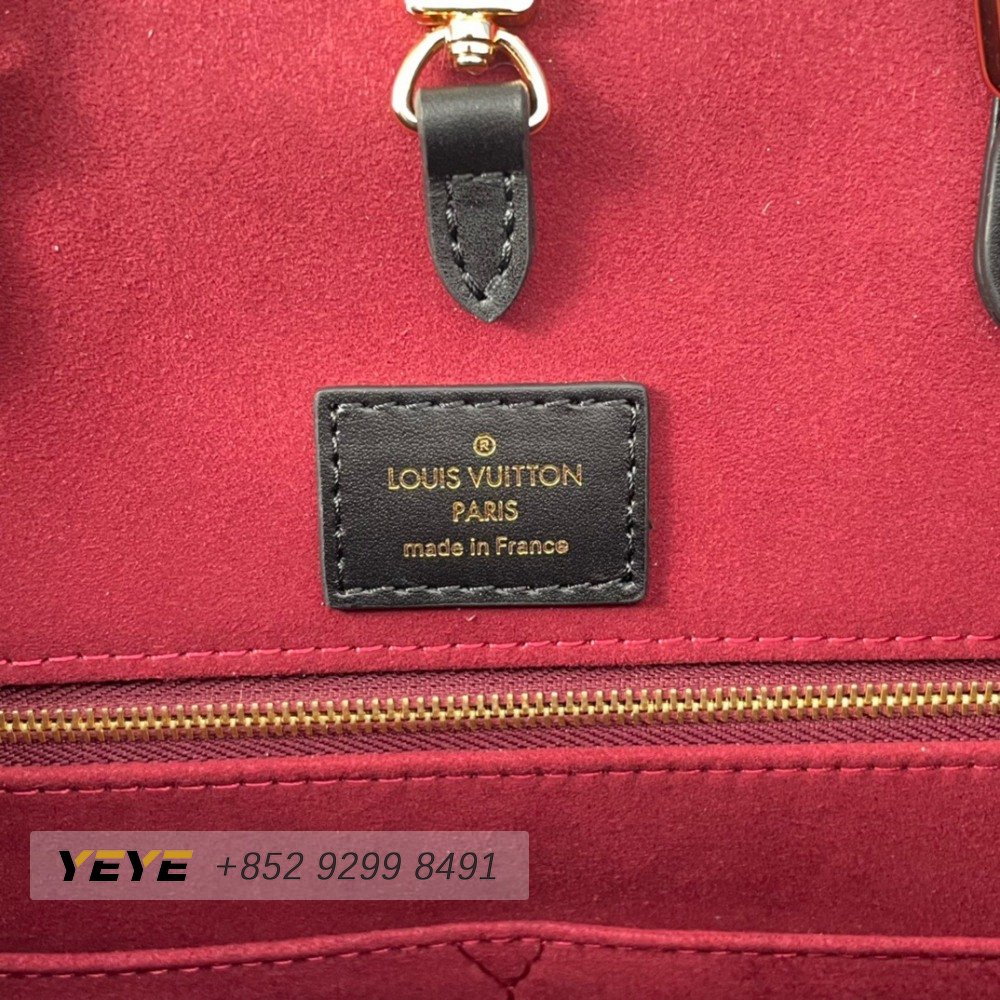 ®
LOUIS VUITTON
PARIS
made in France
YEYE +852 9299 8491